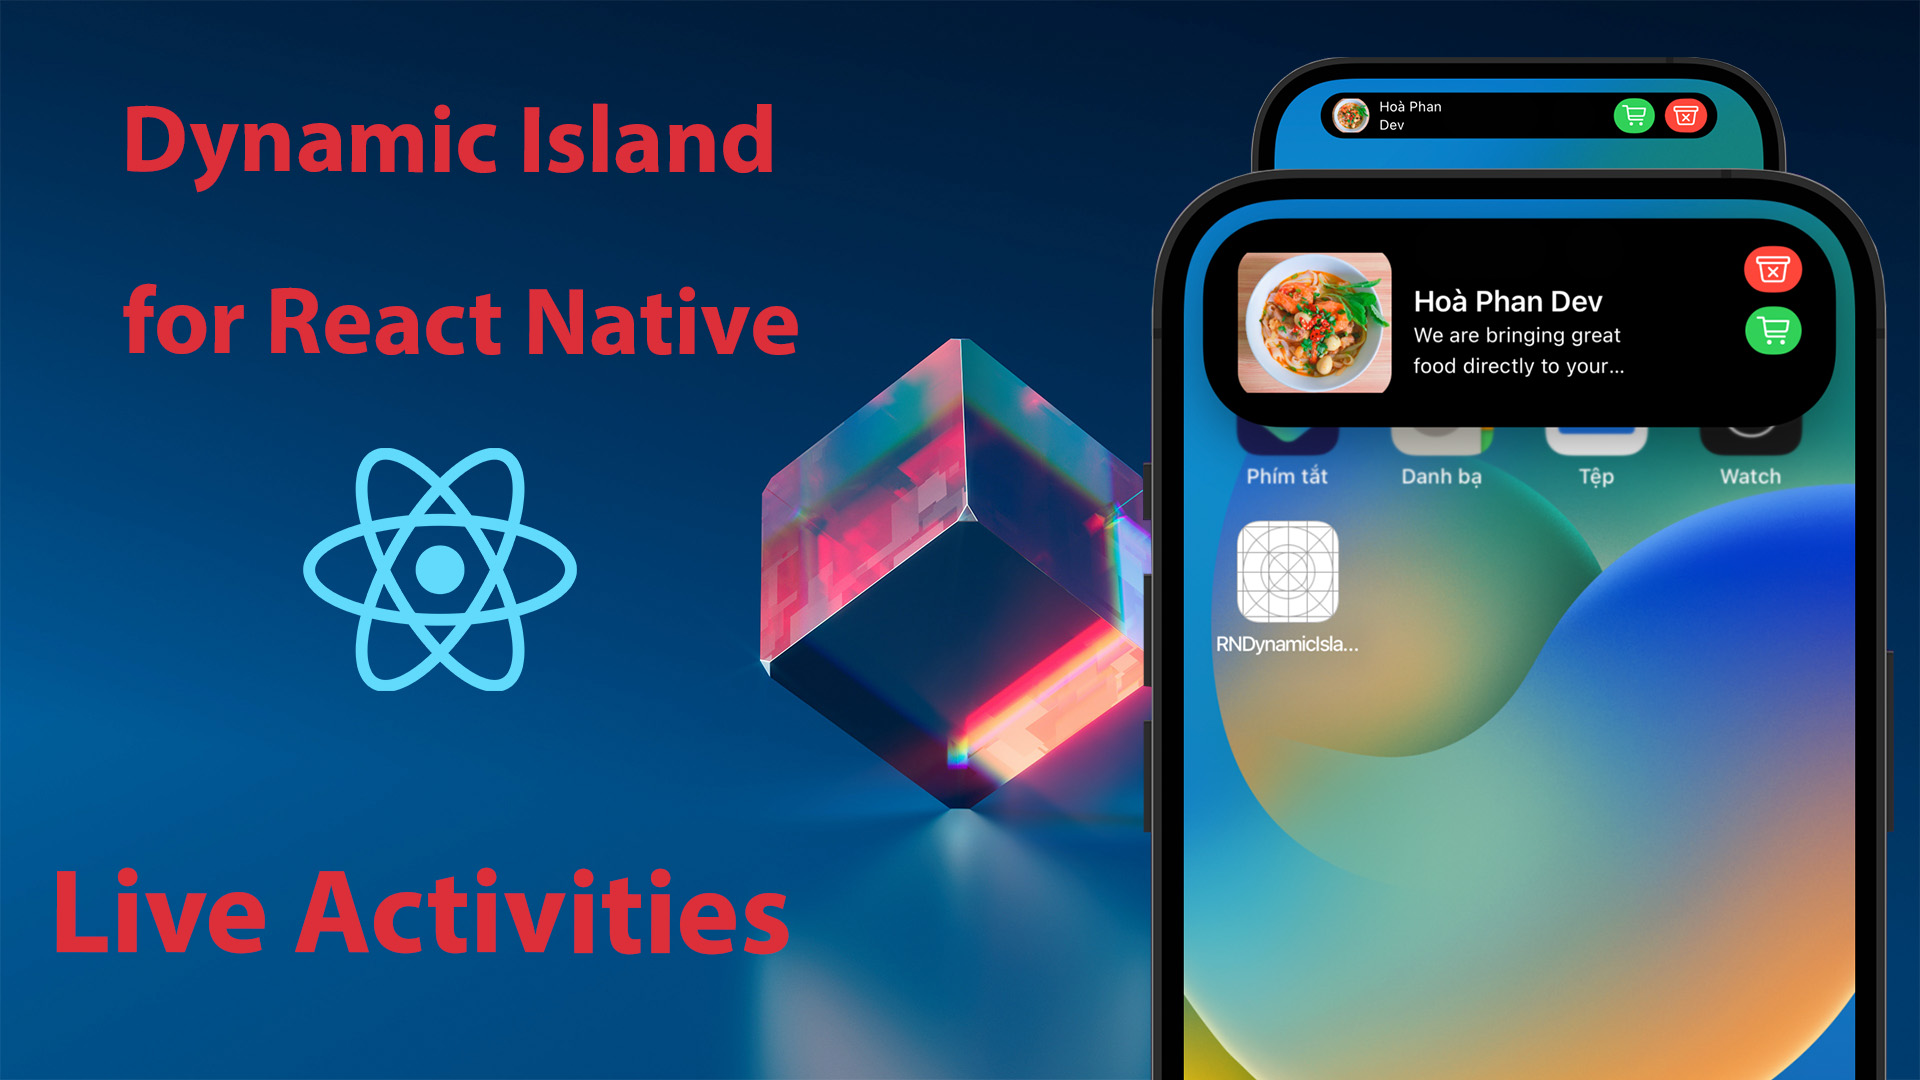 Dynamic Island
for React Native
Live Activities
Hoà Phan
Dev
Hoà Phan Dev
We are bringing great
food directly to your...
Phím tắt
Danh bạ
Tệp
Watch
RNDynamicIsla...